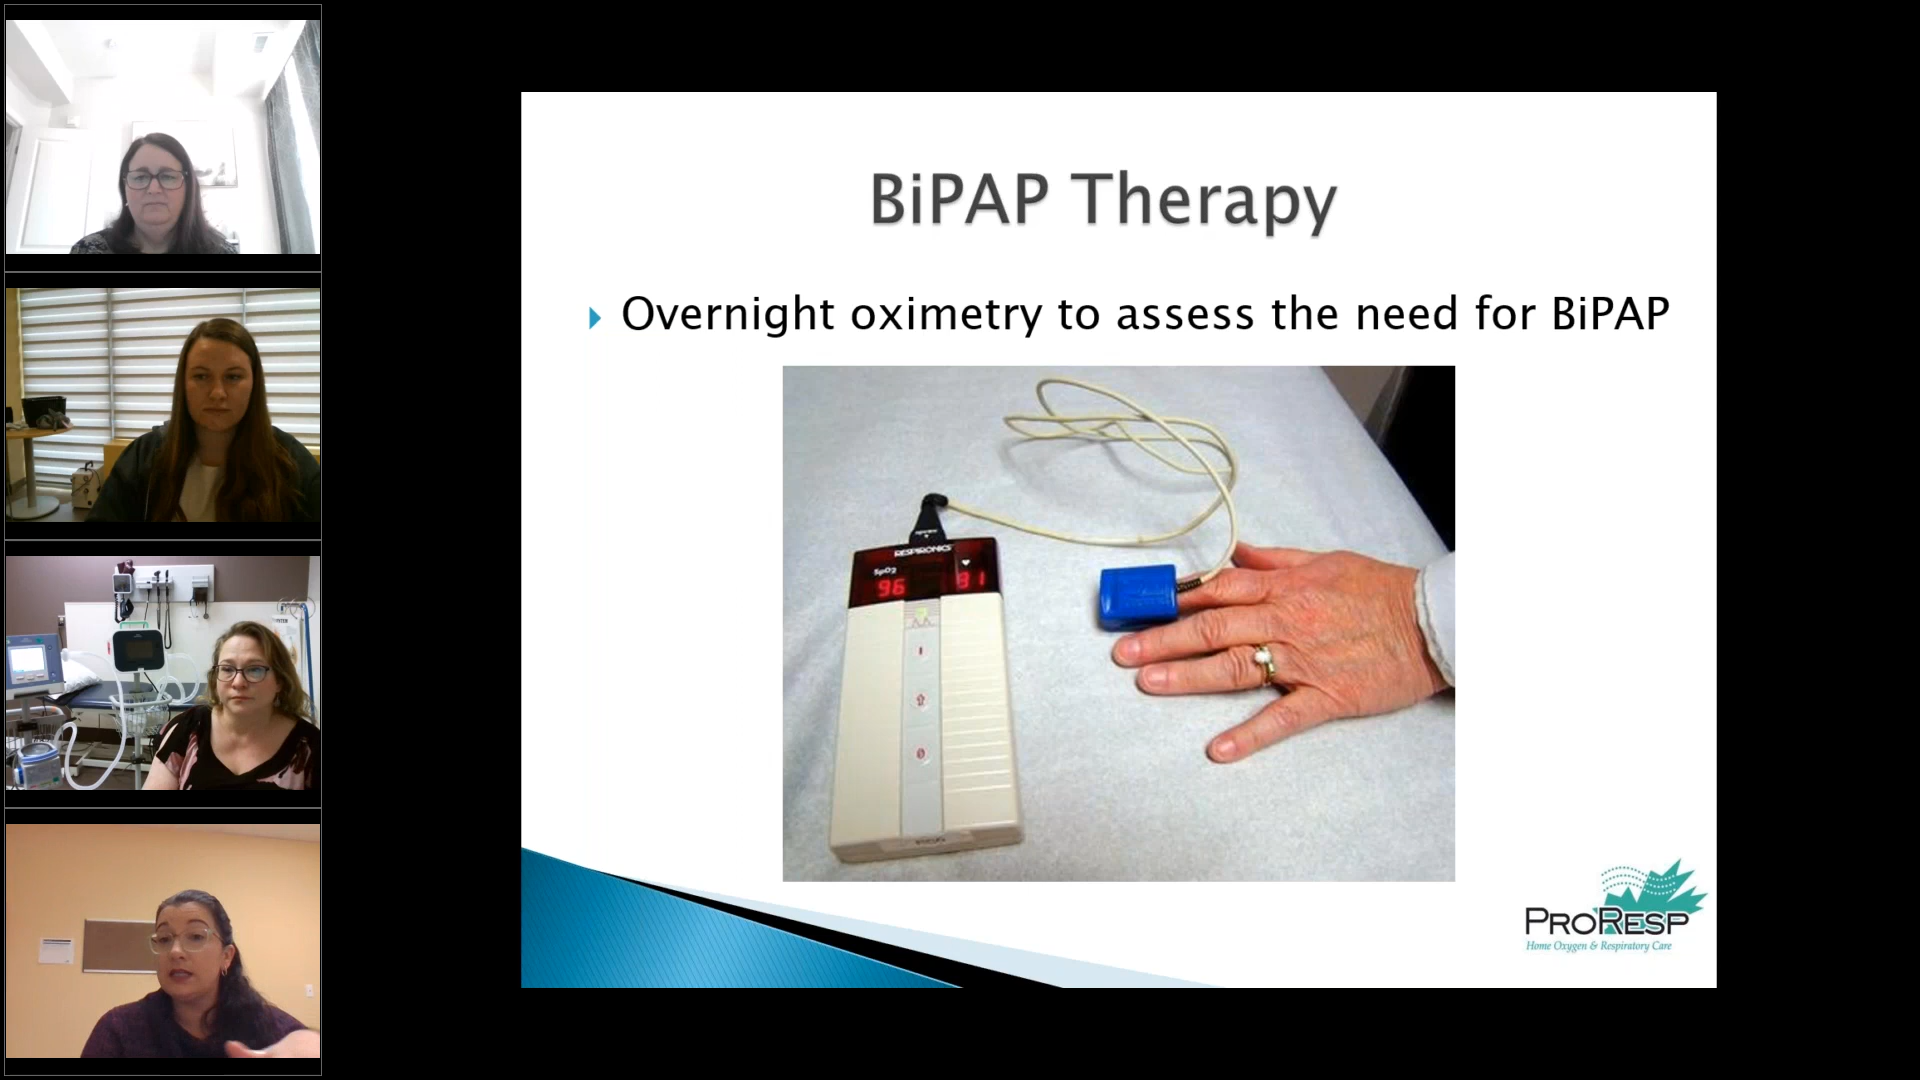 BiPAP Therapy
Overnight oximetry to assess the need for BiPAP
RESPIRONICS
SpO2
96 91
PRORESP
Home Oxygen & Respiratory Care